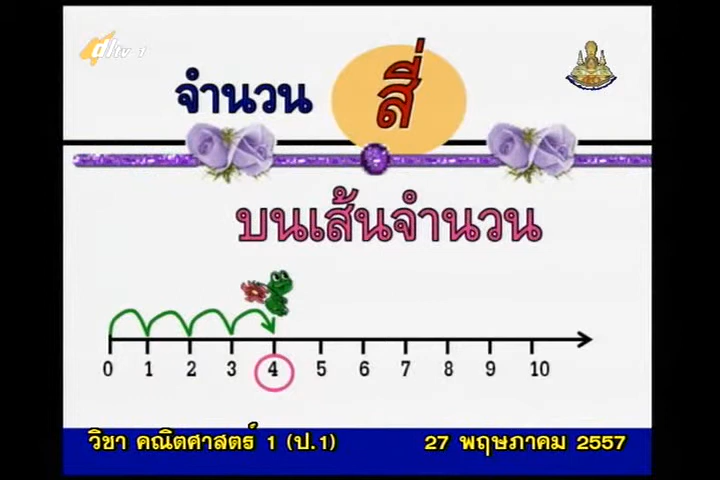 dltv 1
จำนวน สี่
บนเส้นจำนวน
0 1 2 3 4 5 6 7 8 9 10
วิชา คณิตศาสตร์ 1 (ป.1) 27 พฤษภาคม 2557